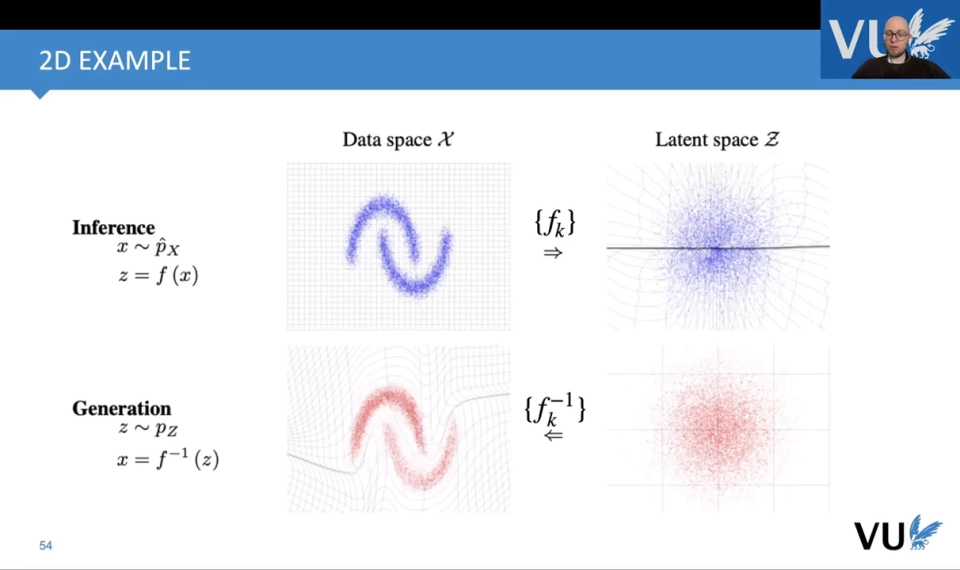 VU
2D EXAMPLE
Data space 𝒳
Latent space 𝒵
Inference
x ∼ p̂_X
z = f (x)
{f_k}
⇒
Generation
z ∼ p_Z
x = f⁻¹ (z)
{f_k⁻¹}
⇐
54
VU